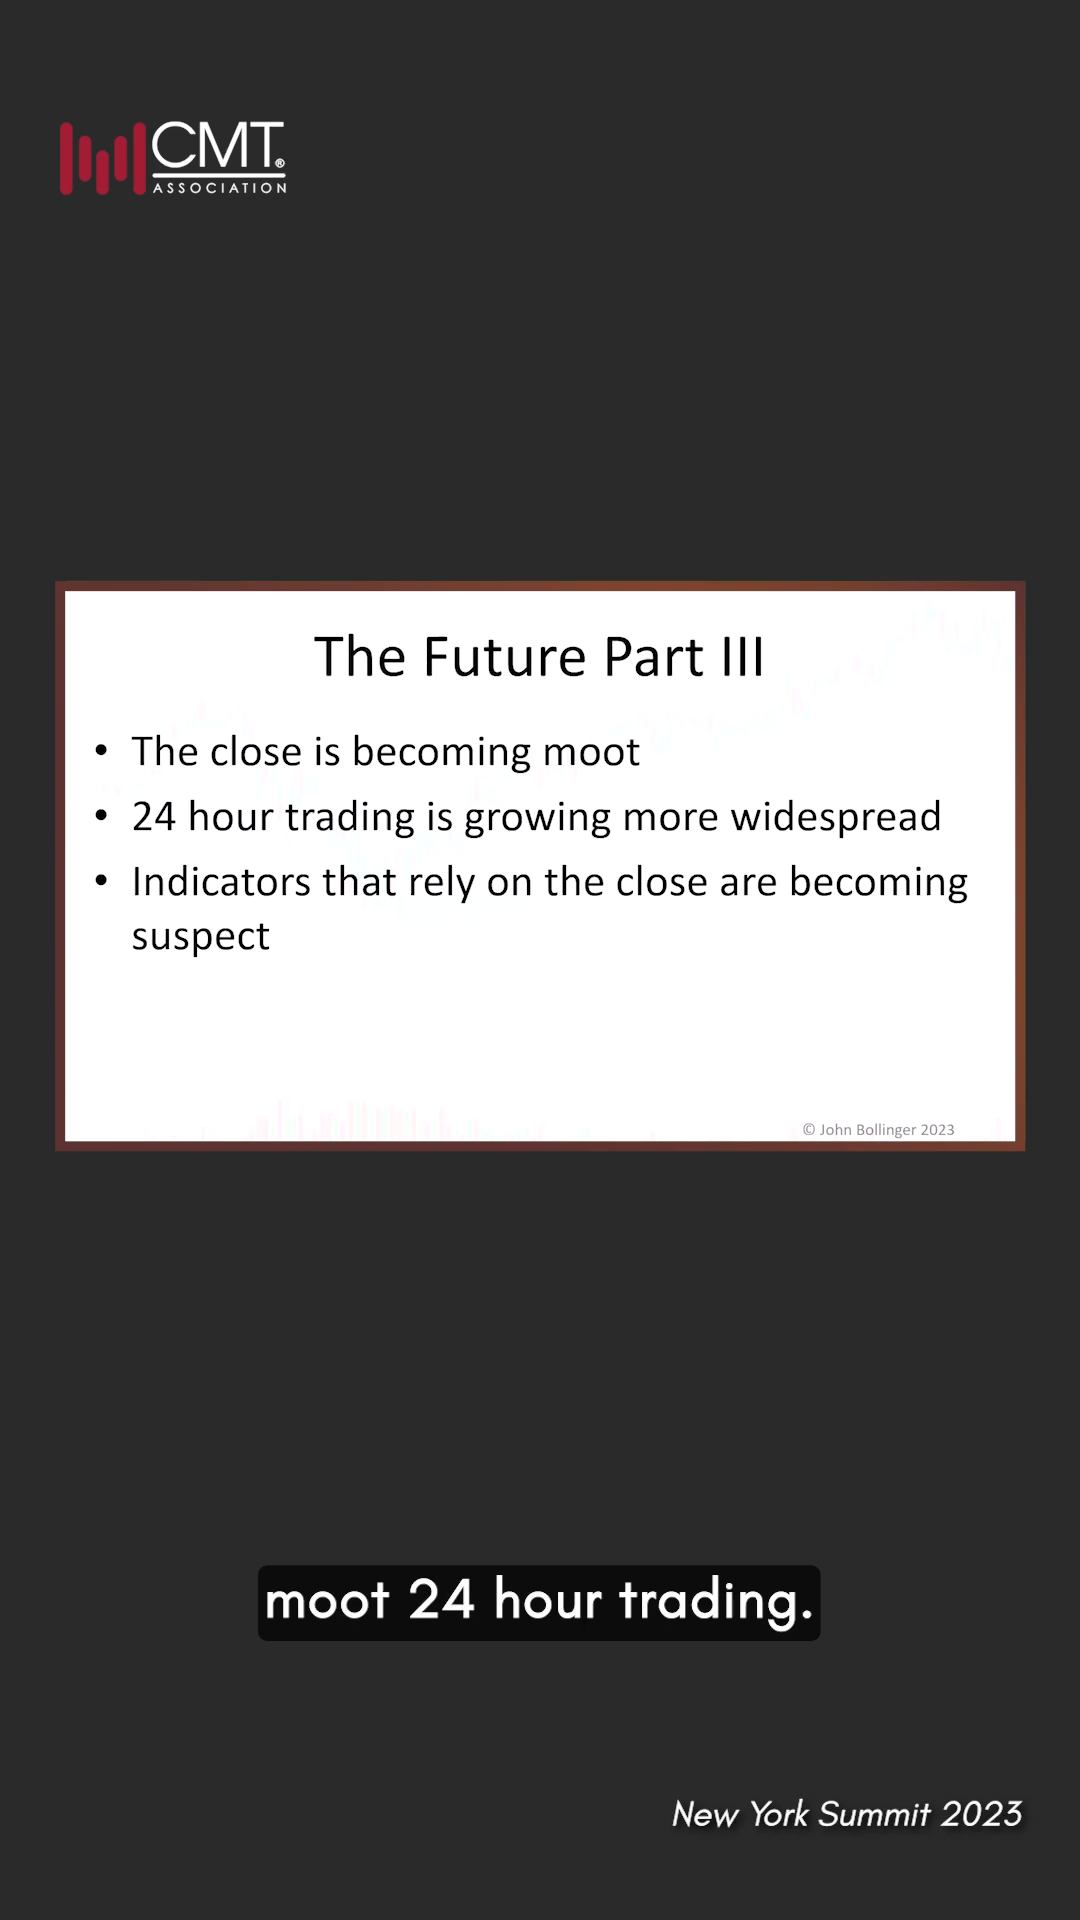 CMT®
ASSOCIATION
The Future Part III
• The close is becoming moot
• 24 hour trading is growing more widespread
• Indicators that rely on the close are becoming
suspect
© John Bollinger 2023
moot 24 hour trading.
New York Summit 2023